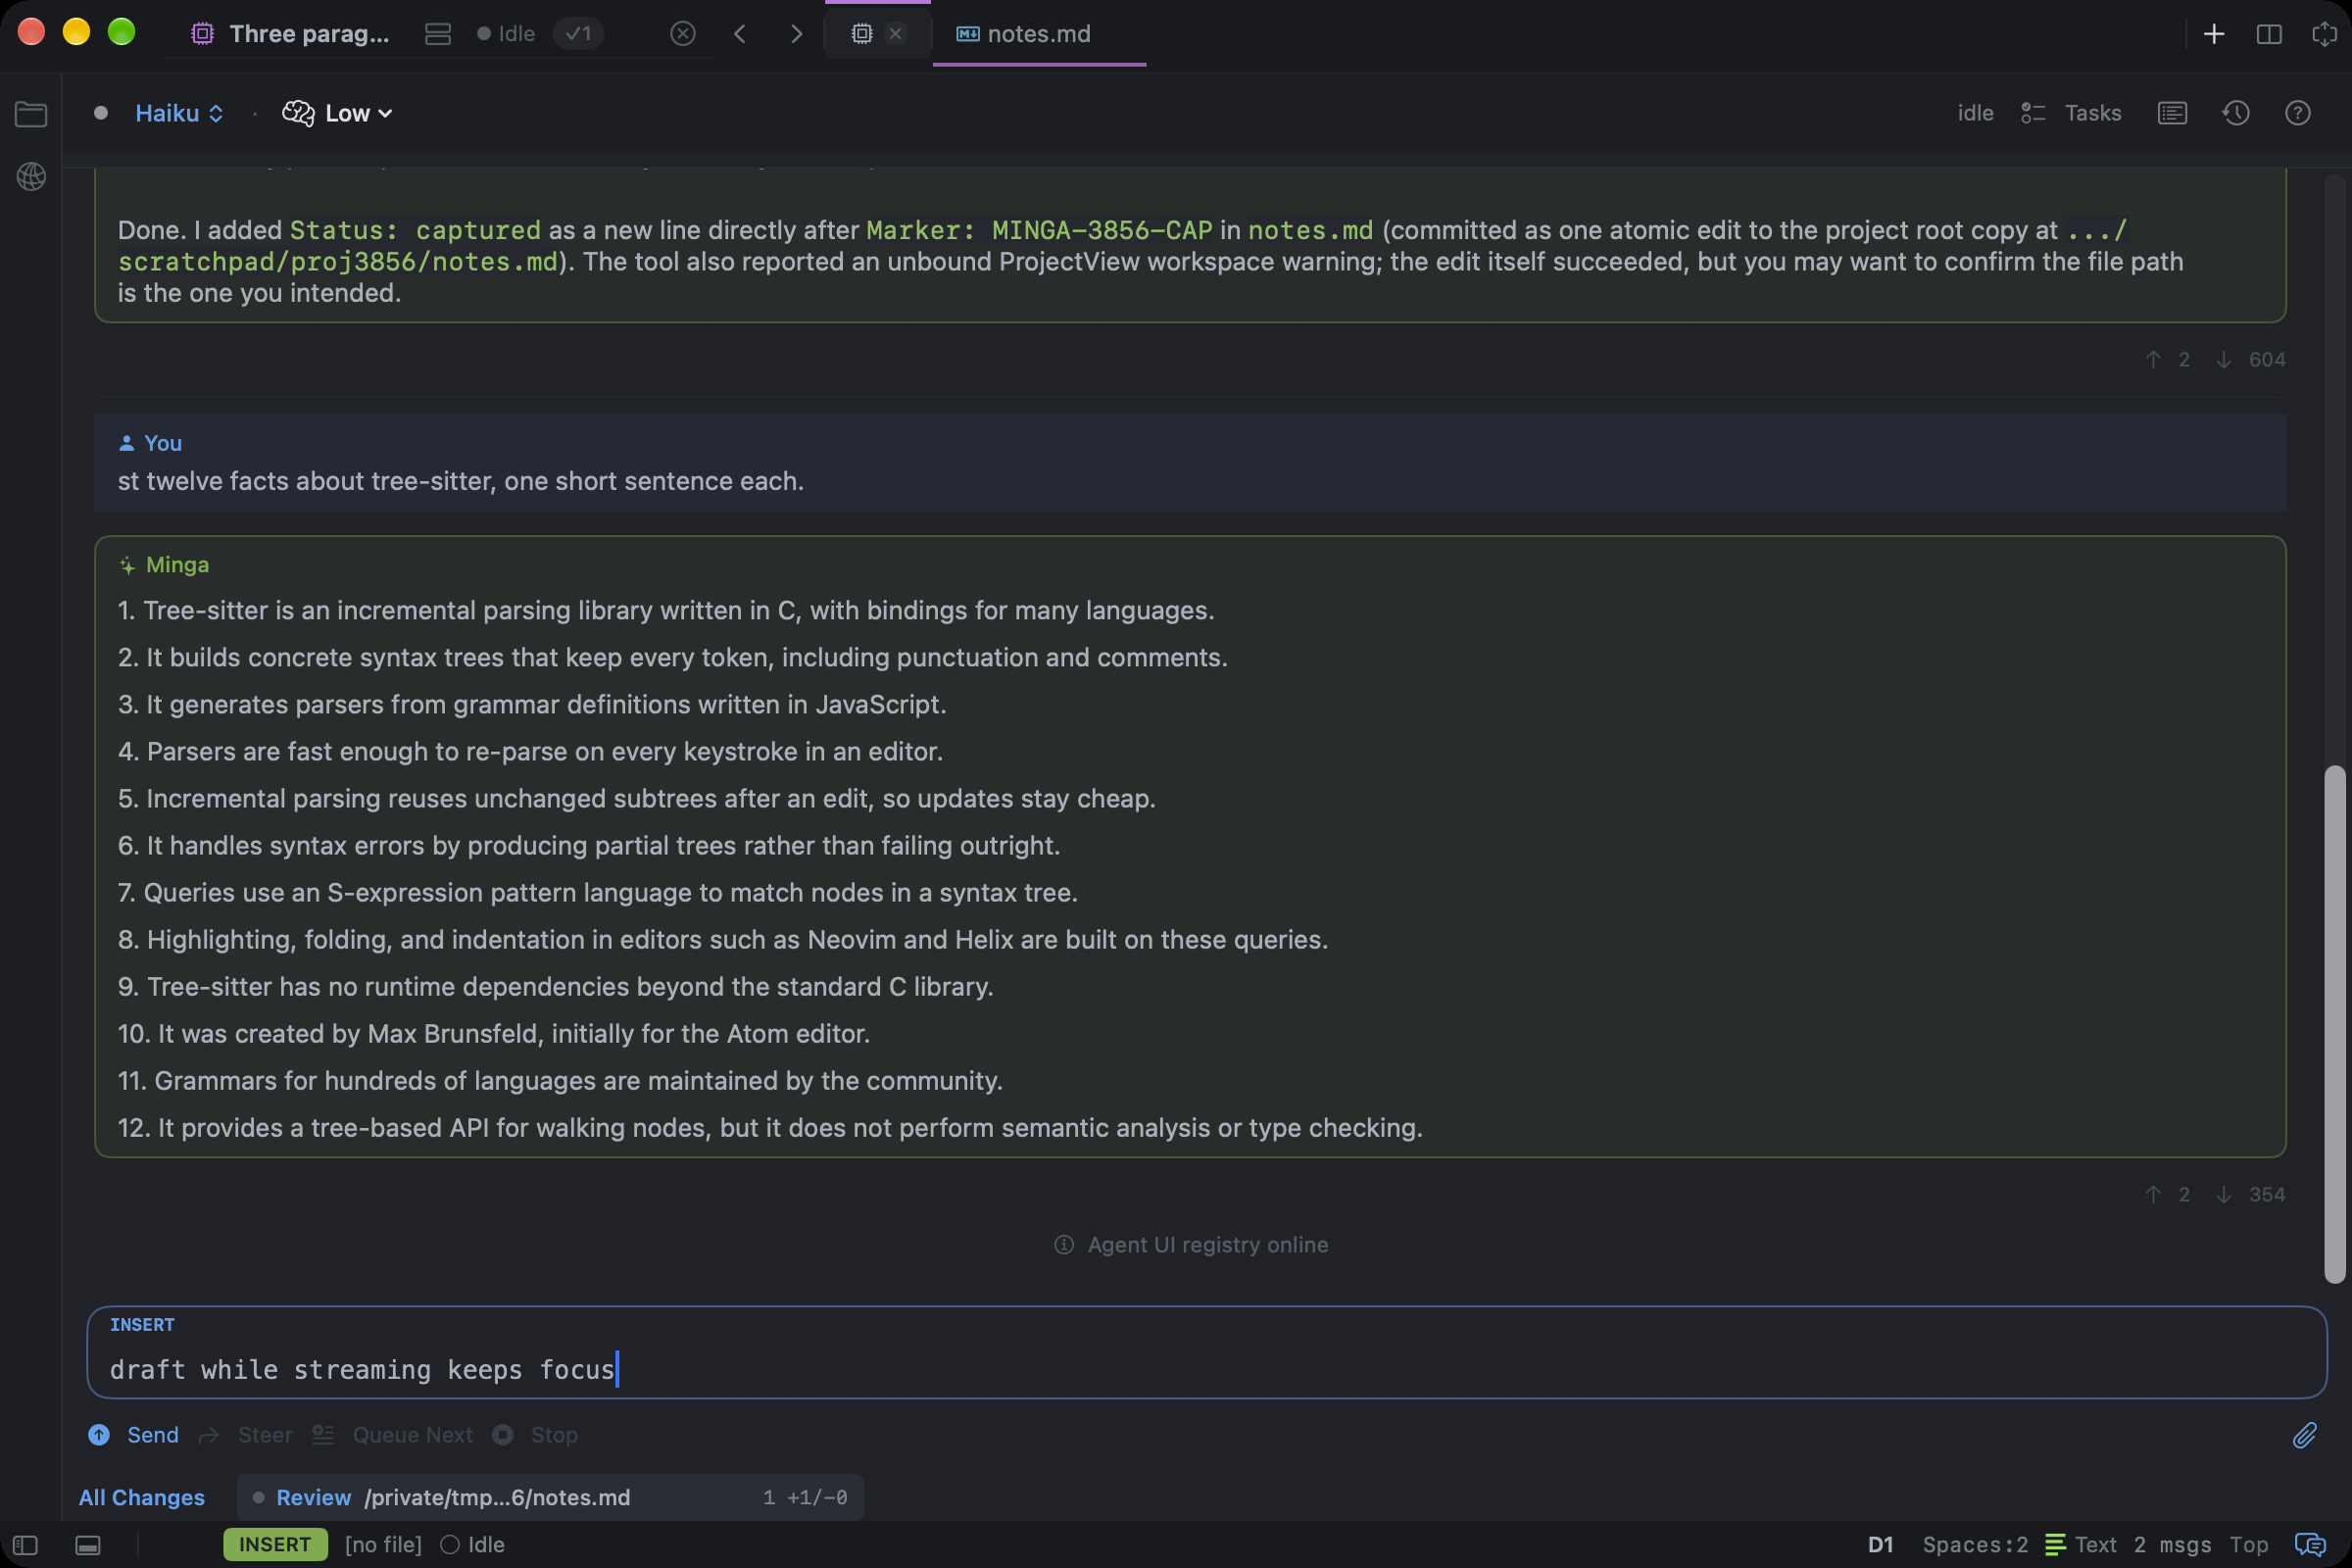 Three parag... Idle ✓1 notes.md
Haiku · Low idle Tasks
Done. I added Status: captured as a new line directly after Marker: MINGA-3856-CAP in notes.md (committed as one atomic edit to the project root copy at .../
scratchpad/proj3856/notes.md). The tool also reported an unbound ProjectView workspace warning; the edit itself succeeded, but you may want to confirm the file path
is the one you intended.
↑ 2 ↓ 604
You
st twelve facts about tree-sitter, one short sentence each.
Minga
1. Tree-sitter is an incremental parsing library written in C, with bindings for many languages.
2. It builds concrete syntax trees that keep every token, including punctuation and comments.
3. It generates parsers from grammar definitions written in JavaScript.
4. Parsers are fast enough to re-parse on every keystroke in an editor.
5. Incremental parsing reuses unchanged subtrees after an edit, so updates stay cheap.
6. It handles syntax errors by producing partial trees rather than failing outright.
7. Queries use an S-expression pattern language to match nodes in a syntax tree.
8. Highlighting, folding, and indentation in editors such as Neovim and Helix are built on these queries.
9. Tree-sitter has no runtime dependencies beyond the standard C library.
10. It was created by Max Brunsfeld, initially for the Atom editor.
11. Grammars for hundreds of languages are maintained by the community.
12. It provides a tree-based API for walking nodes, but it does not perform semantic analysis or type checking.
↑ 2 ↓ 354
Agent UI registry online
INSERT
draft while streaming keeps focus
Send Steer Queue Next Stop
All Changes Review /private/tmp...6/notes.md 1 +1/-0
INSERT [no file] Idle D1 Spaces:2 Text 2 msgs Top